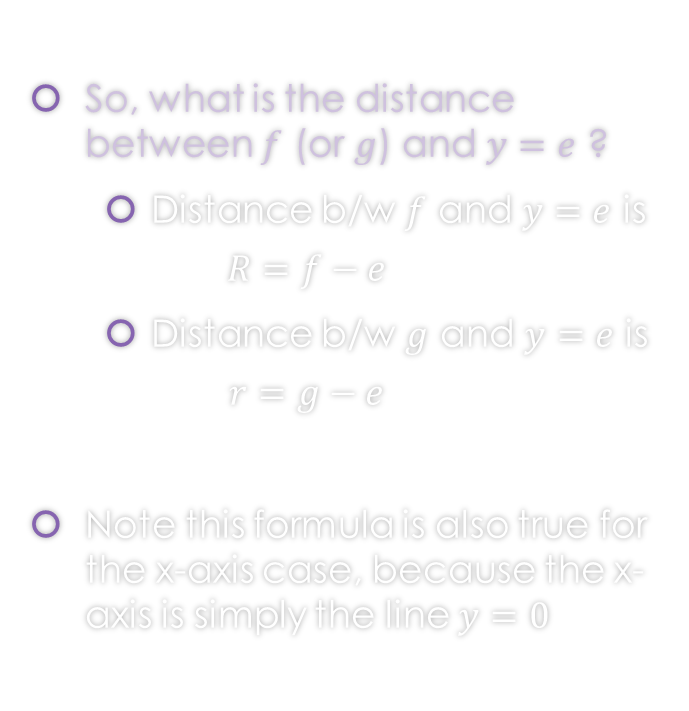 So, what is the distance
between f (or g) and y = e ?
Distance b/w f and y = e is
R = f − e
Distance b/w g and y = e is
r = g − e
Note this formula is also true for
the x-axis case, because the x-
axis is simply the line y = 0